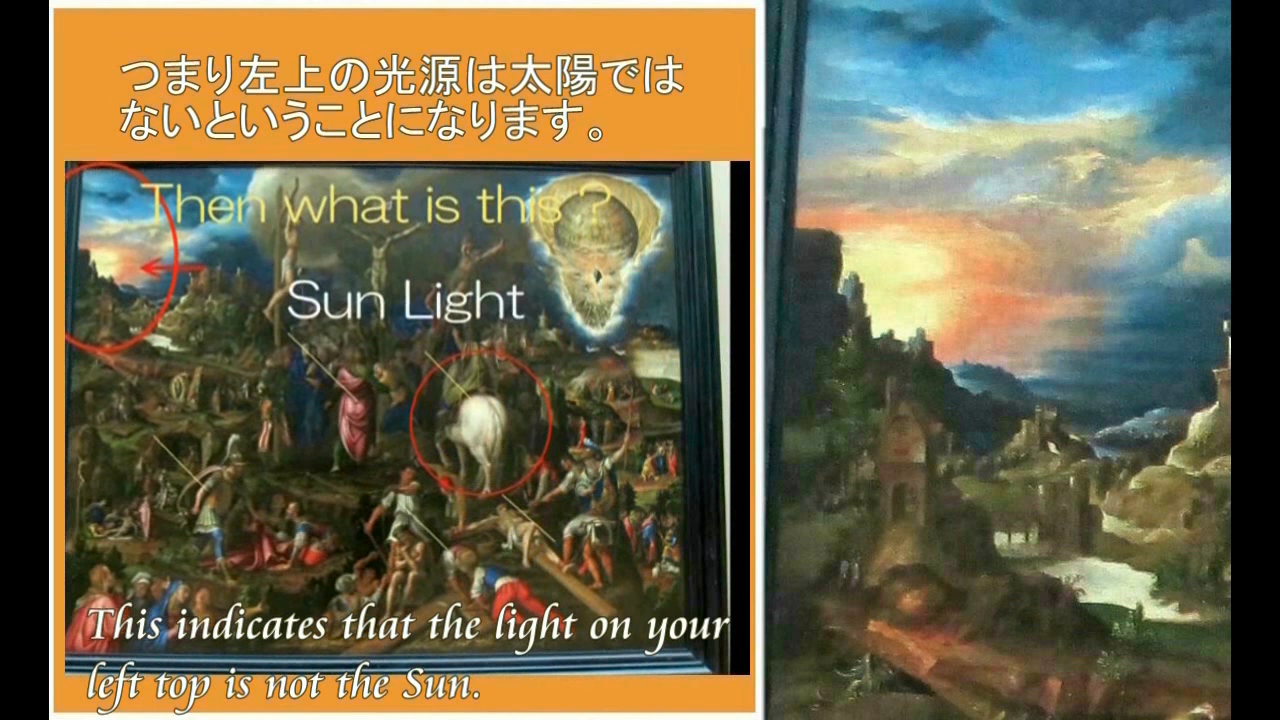 つまり左上の光源は太陽では
ないということになります。
Then what is this ?
Sun Light
This indicates that the light on your
left top is not the Sun.